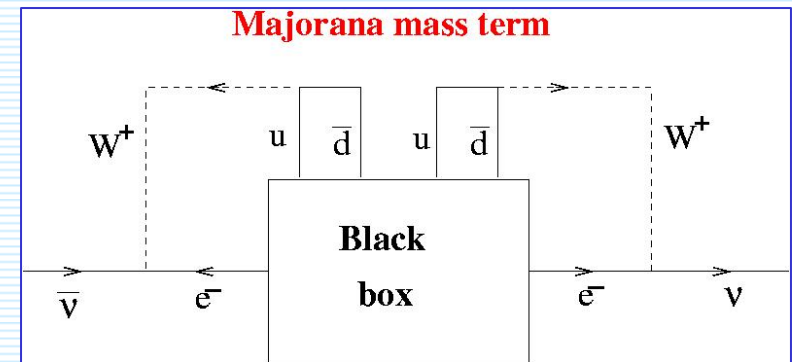 Majorana mass term
W⁺ u d̄ u d̄ W⁺
Black
box
ν̄ e⁻ e⁻ ν